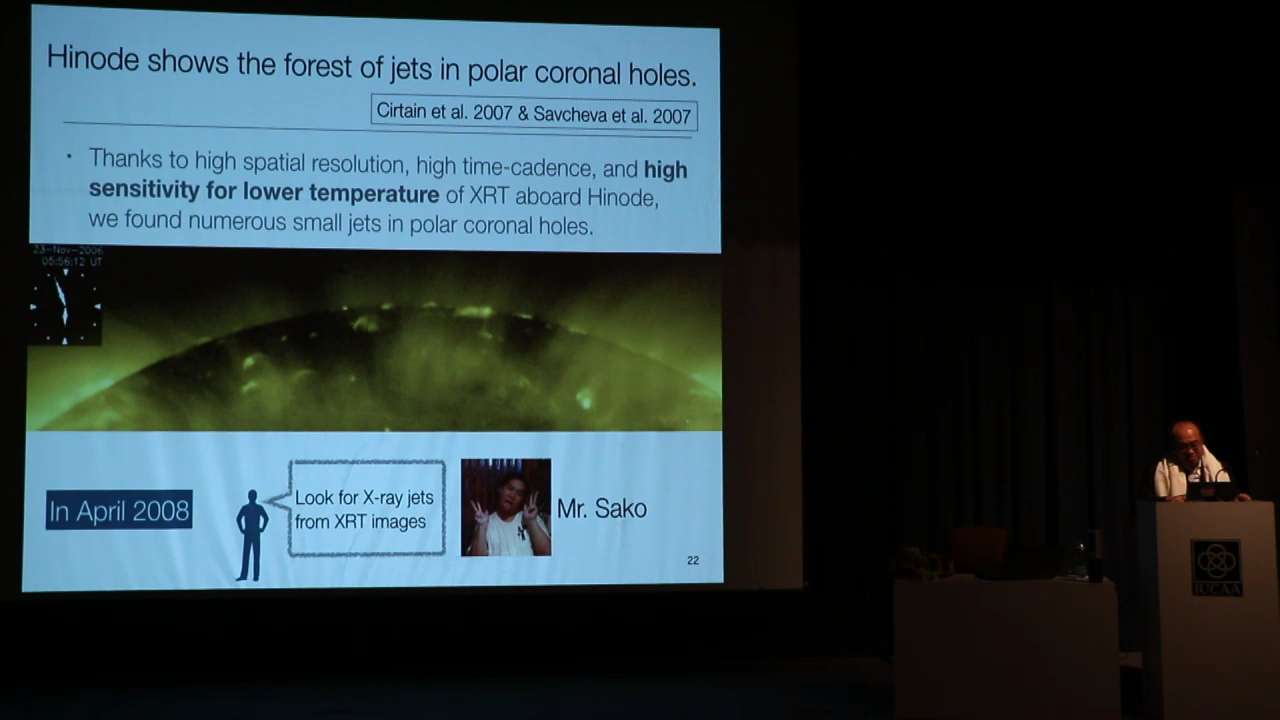 Hinode shows the forest of jets in polar coronal holes.
Cirtain et al. 2007 & Savcheva et al. 2007
• Thanks to high spatial resolution, high time-cadence, and high
sensitivity for lower temperature of XRT aboard Hinode,
we found numerous small jets in polar coronal holes.
23-Nov-2006
05:56:12 UT
In April 2008
Look for X-ray jets
from XRT images
Mr. Sako
22
IUCAA